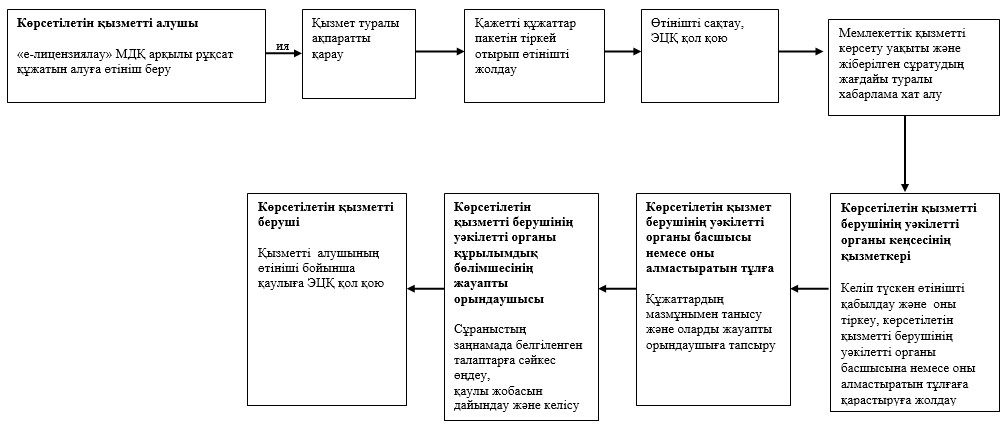 Көрсетілетін қызметті алушы
«е-лицензиялау» МДҚ арқылы рұқсат
құжатын алуға өтініш беру
ия
Қызмет туралы
ақпаратты
қарау
Қажетті құжаттар
пакетін тіркей
отырып өтінішті
жолдау
Өтінішті сақтау,
ЭЦҚ қол қою
Мемлекеттік қызметті
көрсету уақыты және
жіберілген сұратудың
жағдайы туралы
хабарлама хат алу
Көрсетілетін қызметті
берушінің уәкілетті
органы кеңсесінің
қызметкері
Келіп түскен өтінішті
қабылдау және оны
тіркеу, көрсетілетін
қызметті берушінің
уәкілетті органы
басшысына немесе оны
алмастыратын тұлғаға
қарастыруға жолдау
Көрсетілетін қызмет
берушінің уәкілетті
органы басшысы
немесе оны
алмастыратын тұлға
Құжаттардың
мазмұнымен танысу
және оларды жауапты
орындаушыға тапсыру
Көрсетілетін
қызметті берушінің
уәкілетті органы
құрылымдық
бөлімшесінің
жауапты
орындаушысы
Сұраныстың
заңнамада белгіленген
талаптарға сәйкес
өңдеу,
қаулы жобасын
дайындау және келісу
Көрсетілетін қызметті
беруші
Қызметті алушының
өтініші бойынша
қаулыға ЭЦҚ қол қою